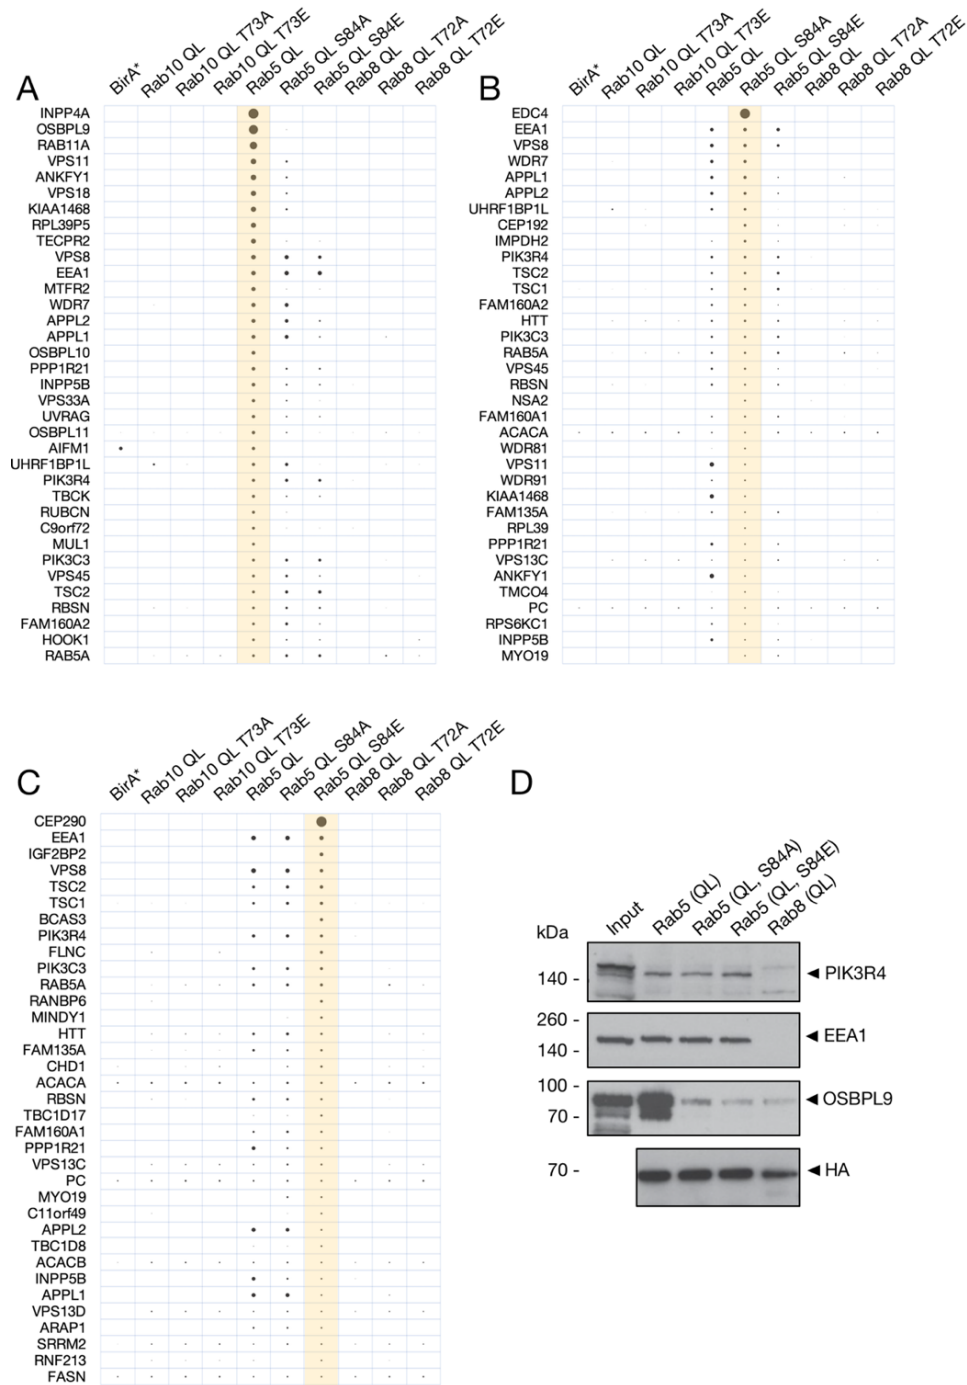 A
BirA*
Rab10 QL
Rab10 QL T73A
Rab10 QL T73E
Rab5 QL
Rab5 QL S84A
Rab5 QL S84E
Rab8 QL
Rab8 QL T72A
Rab8 QL T72E
INPP4A
OSBPL9
RAB11A
VPS11
ANKFY1
VPS18
KIAA1468
RPL39P5
TECPR2
VPS8
EEA1
MTFR2
WDR7
APPL2
APPL1
OSBPL10
PPP1R21
INPP5B
VPS33A
UVRAG
OSBPL11
AIFM1
UHRF1BP1L
PIK3R4
TBCK
RUBCN
C9orf72
MUL1
PIK3C3
VPS45
TSC2
RBSN
FAM160A2
HOOK1
RAB5A
B
BirA*
Rab10 QL
Rab10 QL T73A
Rab10 QL T73E
Rab5 QL
Rab5 QL S84A
Rab5 QL S84E
Rab8 QL
Rab8 QL T72A
Rab8 QL T72E
EDC4
EEA1
VPS8
WDR7
APPL1
APPL2
UHRF1BP1L
CEP192
IMPDH2
PIK3R4
TSC2
TSC1
FAM160A2
HTT
PIK3C3
RAB5A
VPS45
RBSN
NSA2
FAM160A1
ACACA
WDR81
VPS11
WDR91
KIAA1468
FAM135A
RPL39
PPP1R21
VPS13C
ANKFY1
TMCO4
PC
RPS6KC1
INPP5B
MYO19
C
BirA*
Rab10 QL
Rab10 QL T73A
Rab10 QL T73E
Rab5 QL
Rab5 QL S84A
Rab5 QL S84E
Rab8 QL
Rab8 QL T72A
Rab8 QL T72E
CEP290
EEA1
IGF2BP2
VPS8
TSC2
TSC1
BCAS3
PIK3R4
FLNC
PIK3C3
RAB5A
RANBP6
MINDY1
HTT
FAM135A
CHD1
ACACA
RBSN
TBC1D17
FAM160A1
PPP1R21
VPS13C
PC
MYO19
C11orf49
APPL2
TBC1D8
ACACB
INPP5B
APPL1
VPS13D
ARAP1
SRRM2
RNF213
FASN
D
Input
Rab5 (QL)
Rab5 (QL, S84A)
Rab5 (QL, S84E)
Rab8 (QL)
kDa
140 -
◄ PIK3R4
260 -
140 -
◄ EEA1
100 -
70 -
◄ OSBPL9
70 -
◄ HA